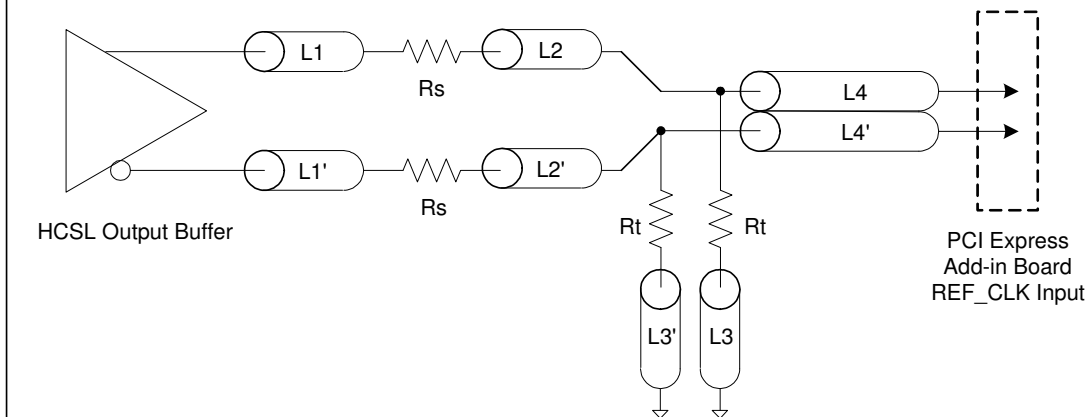 L1
Rs
L2
L4
L4'
L1'
Rs
L2'
HCSL Output Buffer
Rt
Rt
L3'
L3
PCI Express
Add-in Board
REF_CLK Input